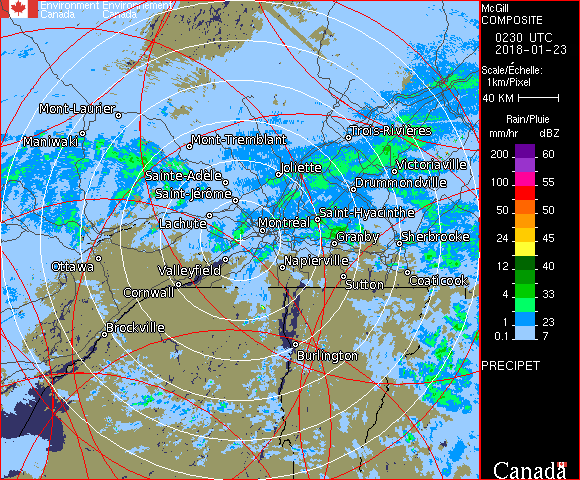 Environment Environnement
Canada Canada
McGill
COMPOSITE
0230 UTC
2018-01-23
Scale/Échelle:
1km/Pixel
40 KM
Rain/Pluie
mm/hr dBZ
200 60
100 55
50 50
24 45
12 40
4 33
2 28
1 23
0.1 7
PRECIPET
Canada
Mont-Laurier
Maniwaki
Mont-Tremblant
Trois-Rivières
Victoriaville
Sainte-Adèle
Joliette
Drummondville
Saint-Jérôme
Lachute
Montréal
Saint-Hyacinthe
Granby
Sherbrooke
Ottawa
Valleyfield
Napierville
Cornwall
Sutton
Coaticook
Brockville
Burlington